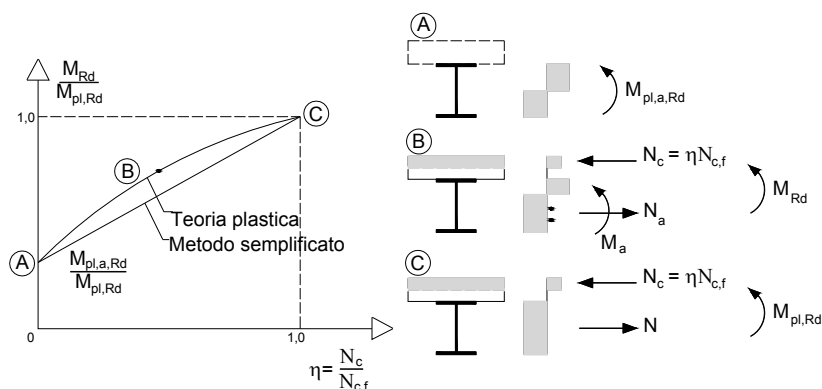 M_Rd
M_pl,Rd
1,0
C
B
Teoria plastica
Metodo semplificato
A
M_pl,a,Rd
M_pl,Rd
0
1,0
η= N_c
N_c,f
A
M_pl,a,Rd
B
N_c = ηN_c,f
M_Rd
N_a
M_a
C
N_c = ηN_c,f
M_pl,Rd
N